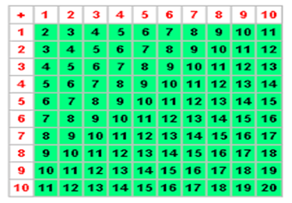 + 1 2 3 4 5 6 7 8 9 10
1 2 3 4 5 6 7 8 9 10 11
2 3 4 5 6 7 8 9 10 11 12
3 4 5 6 7 8 9 10 11 12 13
4 5 6 7 8 9 10 11 12 13 14
5 6 7 8 9 10 11 12 13 14 15
6 7 8 9 10 11 12 13 14 15 16
7 8 9 10 11 12 13 14 15 16 17
8 9 10 11 12 13 14 15 16 17 18
9 10 11 12 13 14 15 16 17 18 19
10 11 12 13 14 15 16 17 18 19 20